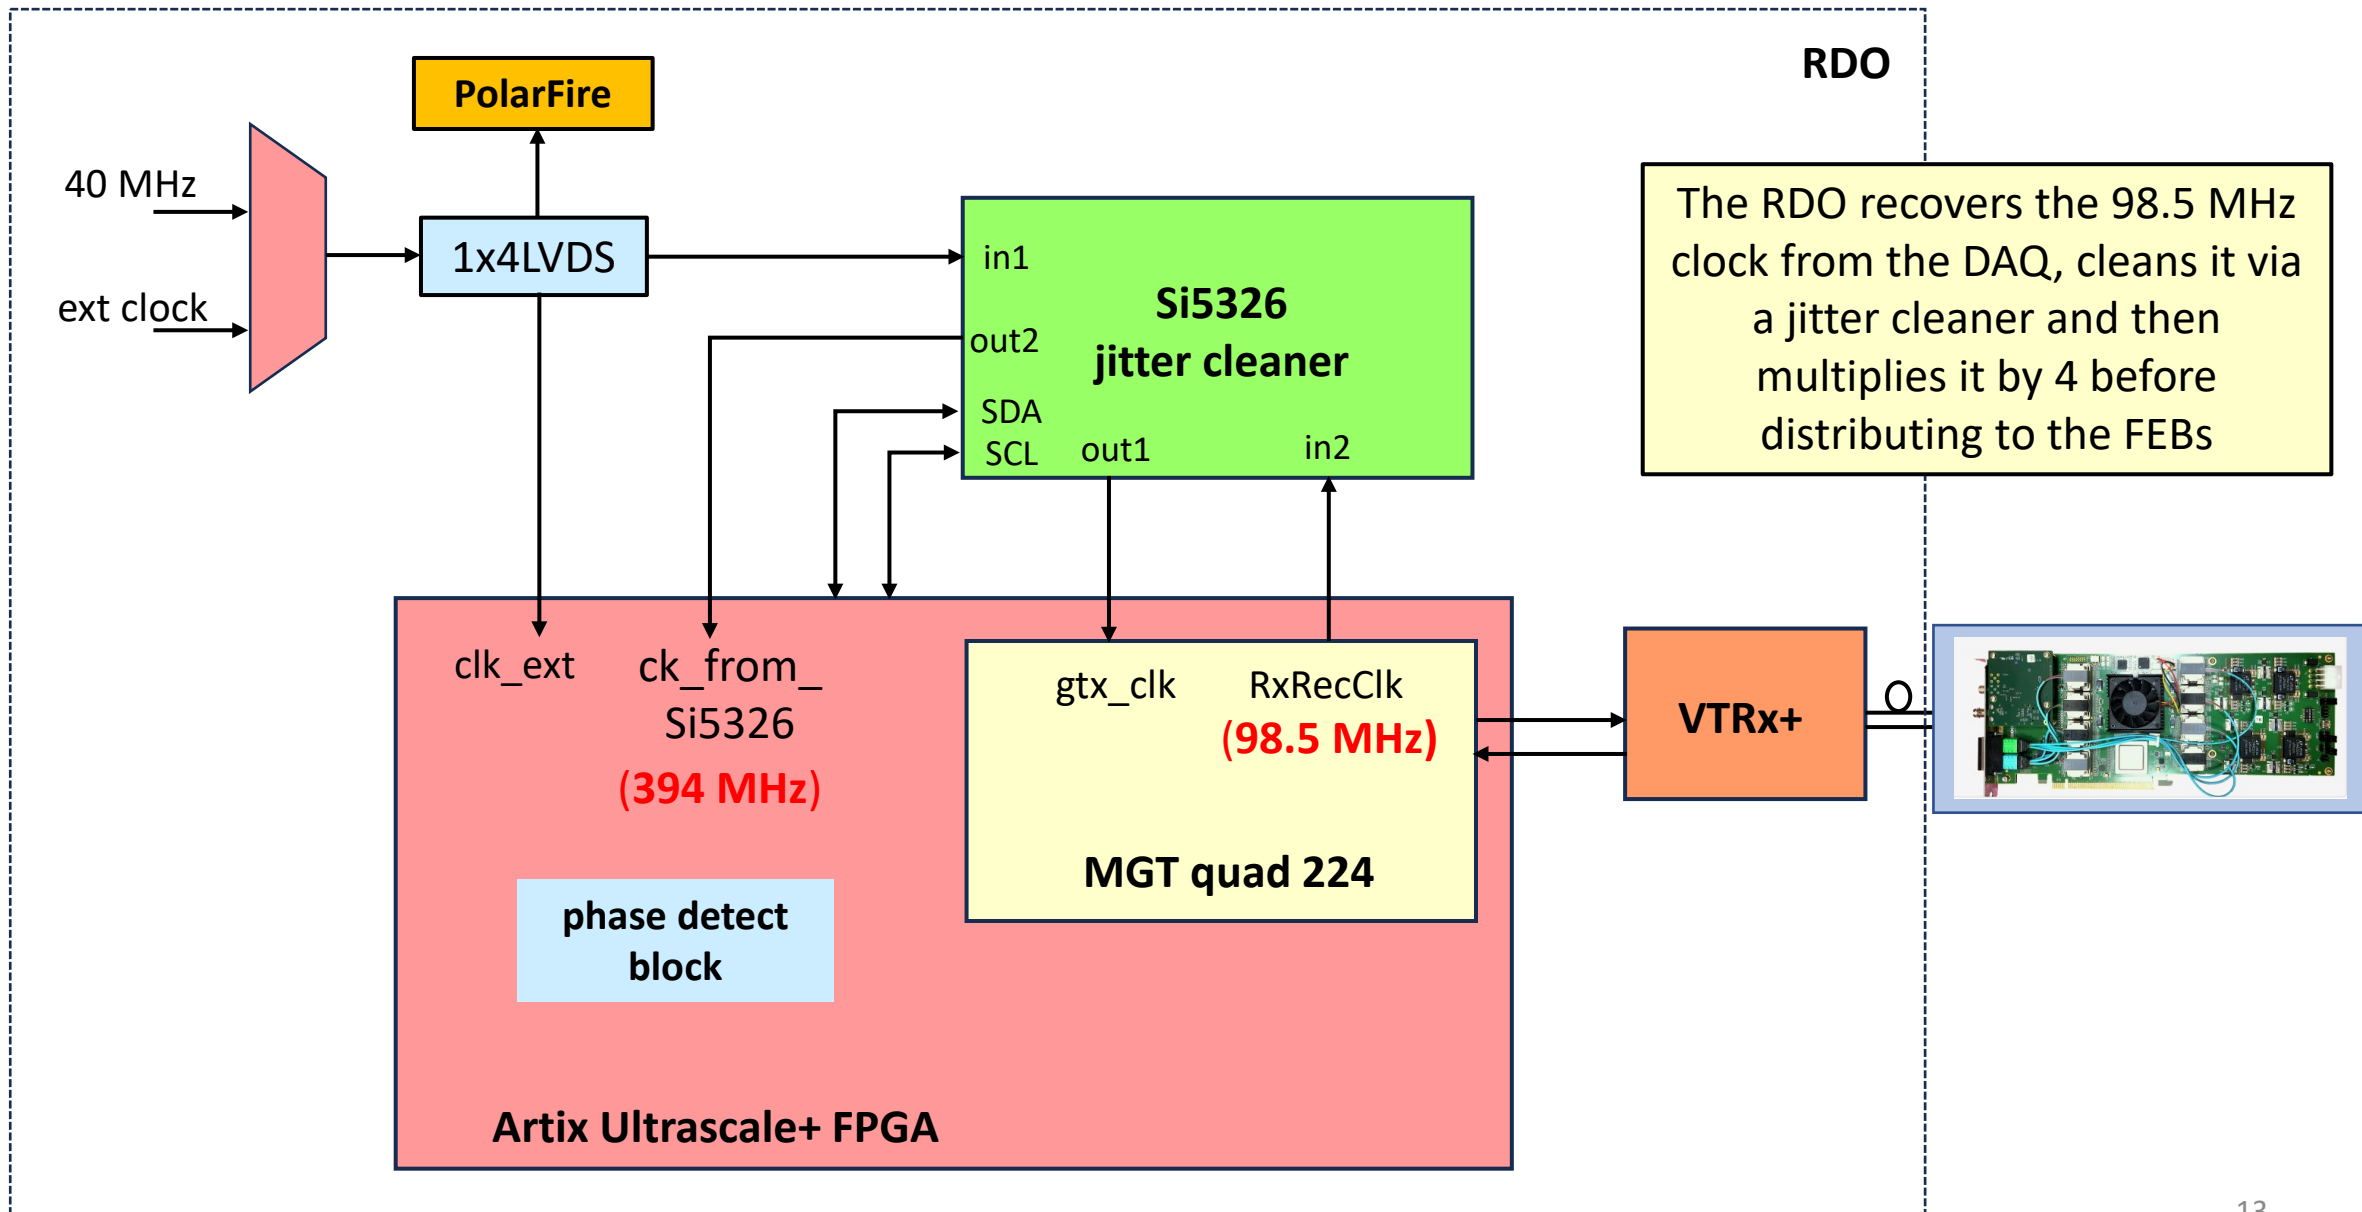 RDO
PolarFire
40 MHz
ext clock
1x4LVDS
in1
Si5326
jitter cleaner
out2
SDA
SCL
out1
in2
The RDO recovers the 98.5 MHz
clock from the DAQ, cleans it via
a jitter cleaner and then
multiplies it by 4 before
distributing to the FEBs
clk_ext
ck_from_
Si5326
(394 MHz)
gtx_clk
RxRecClk
(98.5 MHz)
MGT quad 224
VTRx+
phase detect
block
Artix Ultrascale+ FPGA
13